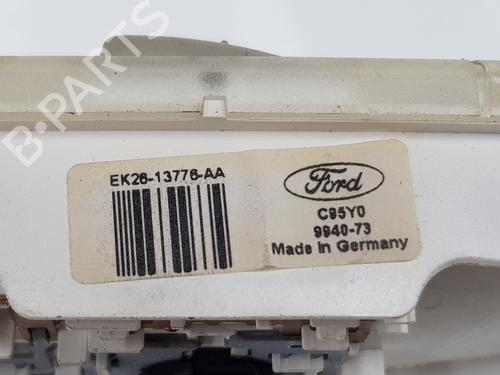 B-PARTS
EK26-13776-AA
Ford
C95Y0
9940-73
Made in Germany